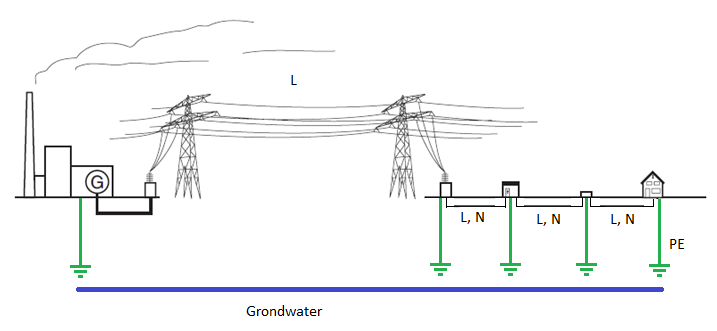 L
G
L, N
L, N
L, N
PE
Grondwater